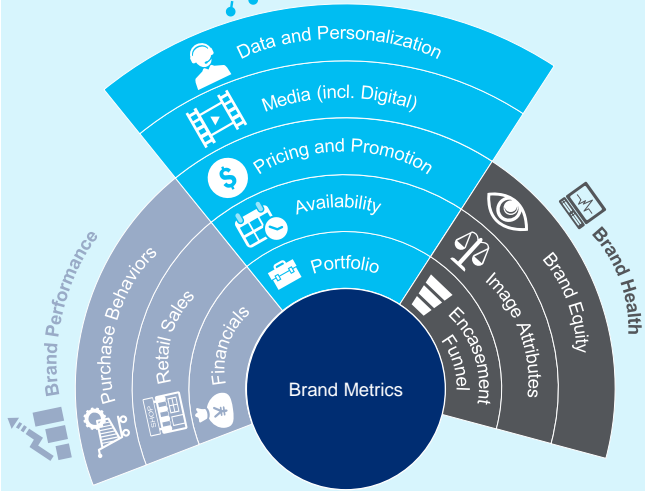 Data and Personalization
Media (incl. Digital)
Pricing and Promotion
Availability
Portfolio
Brand Performance
Purchase Behaviors
Retail Sales
Financials
SHOP
Brand Metrics
Encasement
Funnel
Image Attributes
Brand Equity
Brand Health
$